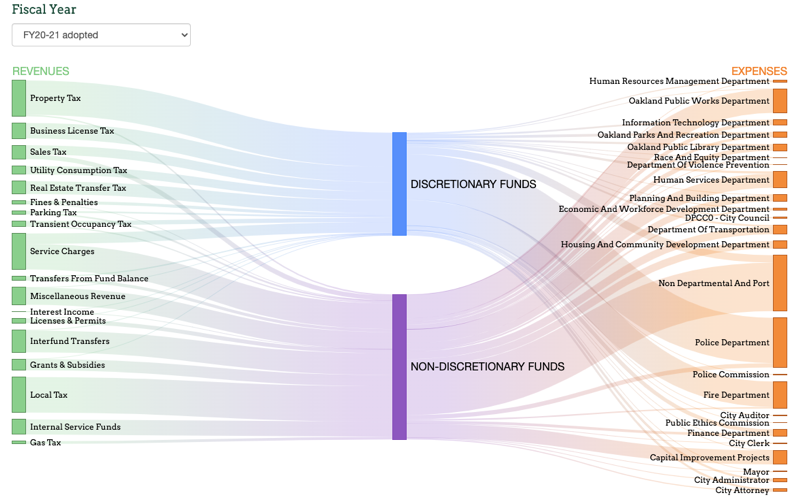 Fiscal Year
FY20-21 adopted
REVENUES
EXPENSES
Property Tax
Business License Tax
Sales Tax
Utility Consumption Tax
Real Estate Transfer Tax
Fines & Penalties
Parking Tax
Transient Occupancy Tax
Service Charges
Transfers From Fund Balance
Miscellaneous Revenue
Interest Income
Licenses & Permits
Interfund Transfers
Grants & Subsidies
Local Tax
Internal Service Funds
Gas Tax
DISCRETIONARY FUNDS
NON-DISCRETIONARY FUNDS
Human Resources Management Department
Oakland Public Works Department
Information Technology Department
Oakland Parks And Recreation Department
Oakland Public Library Department
Race And Equity Department
Department Of Violence Prevention
Human Services Department
Planning And Building Department
Economic And Workforce Development Department
DPCC0 - City Council
Department Of Transportation
Housing And Community Development Department
Non Departmental And Port
Police Department
Police Commission
Fire Department
City Auditor
Public Ethics Commission
Finance Department
City Clerk
Capital Improvement Projects
Mayor
City Administrator
City Attorney